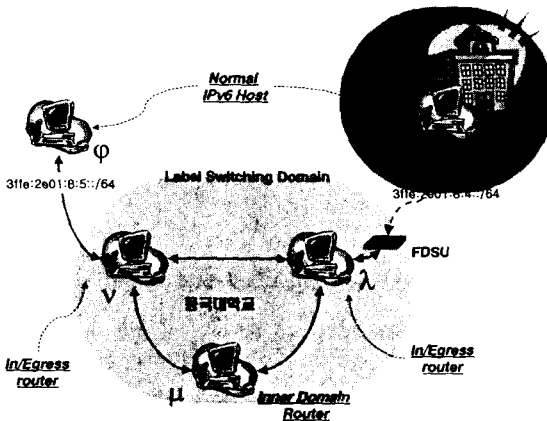 Normal
IPv6 Host
φ
3ffe:2e01:8:5::/64
Label Switching Domain
3ffe:2e01:8:4::/64
FDSU
ν
λ
동국대학교
In/Egress
router
In/Egress
router
μ
Inner Domain
Router